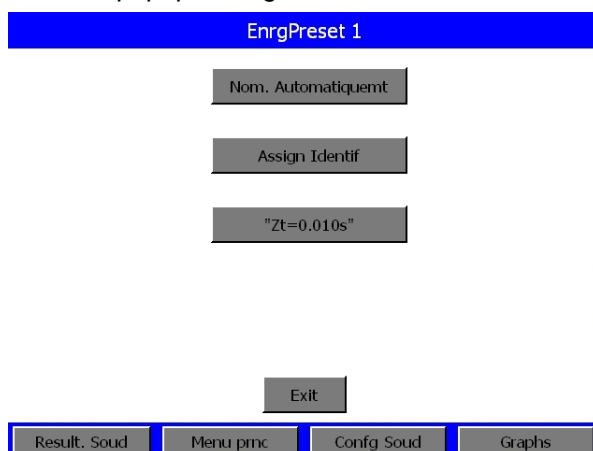 EnrgPreset 1
Nom. Automatiquemt
Assign Identif
"Zt=0.010s"
Exit
Result. Soud Menu prnc Confg Soud Graphs